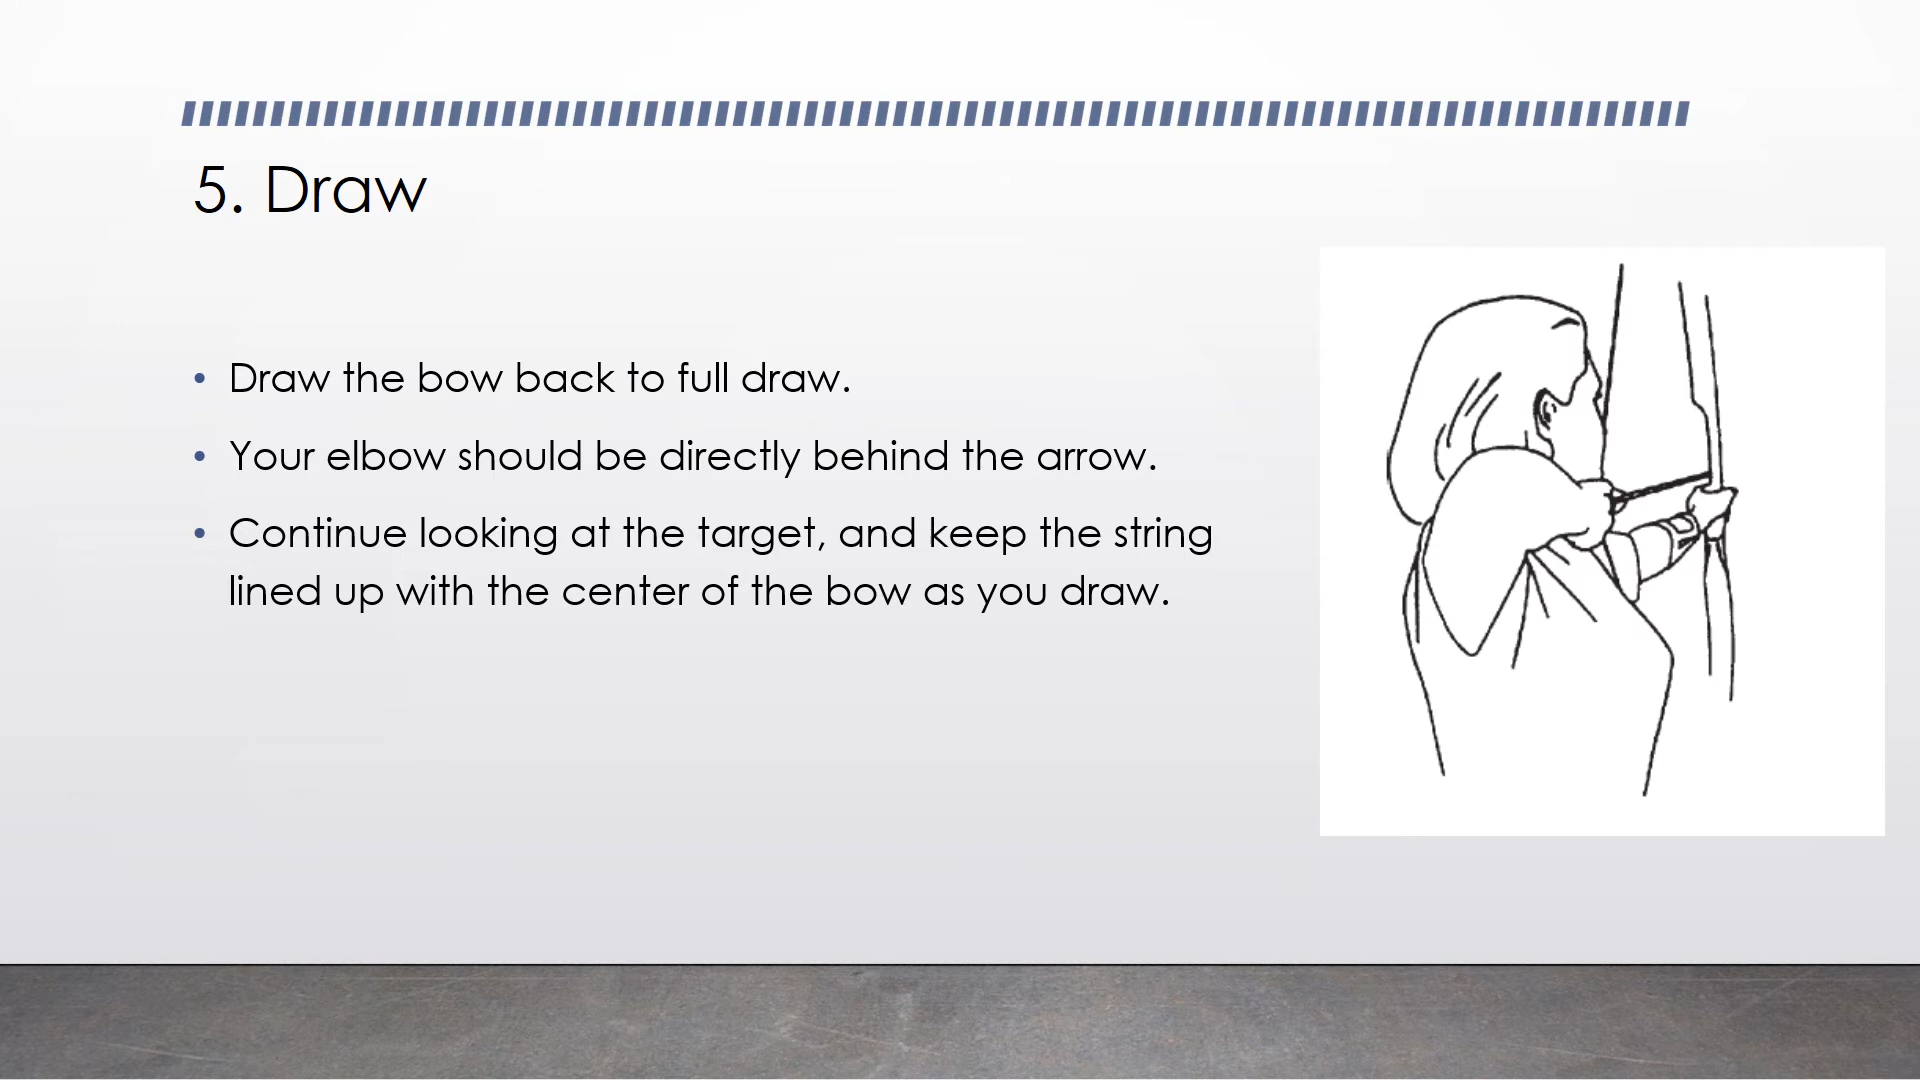 5. Draw
• Draw the bow back to full draw.
• Your elbow should be directly behind the arrow.
• Continue looking at the target, and keep the string
lined up with the center of the bow as you draw.